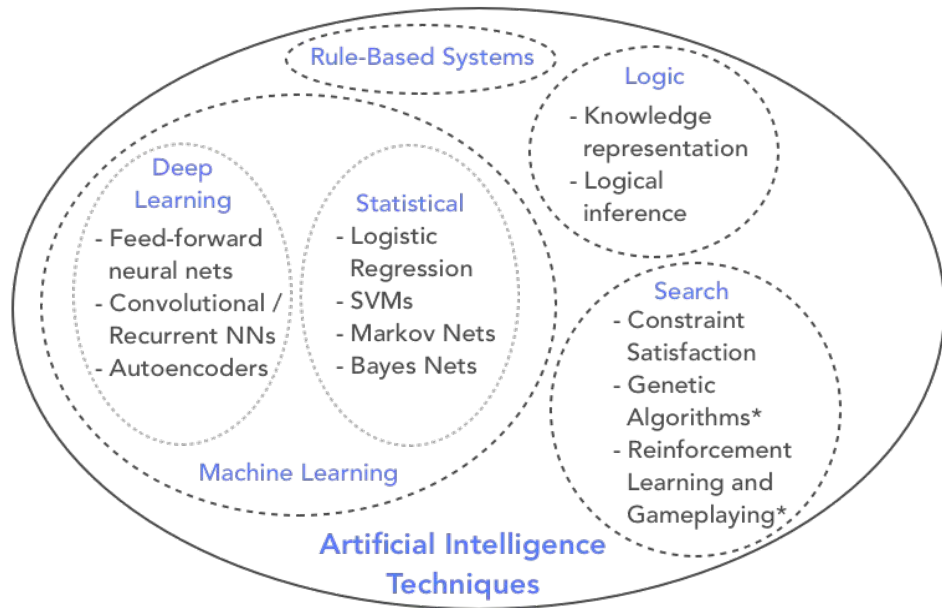 Rule-Based Systems
Logic
- Knowledge
representation
- Logical
inference
Deep
Learning
- Feed-forward
neural nets
- Convolutional /
Recurrent NNs
- Autoencoders
Statistical
- Logistic
Regression
- SVMs
- Markov Nets
- Bayes Nets
Machine Learning
Search
- Constraint
Satisfaction
- Genetic
Algorithms*
- Reinforcement
Learning and
Gameplaying*
Artificial Intelligence
Techniques